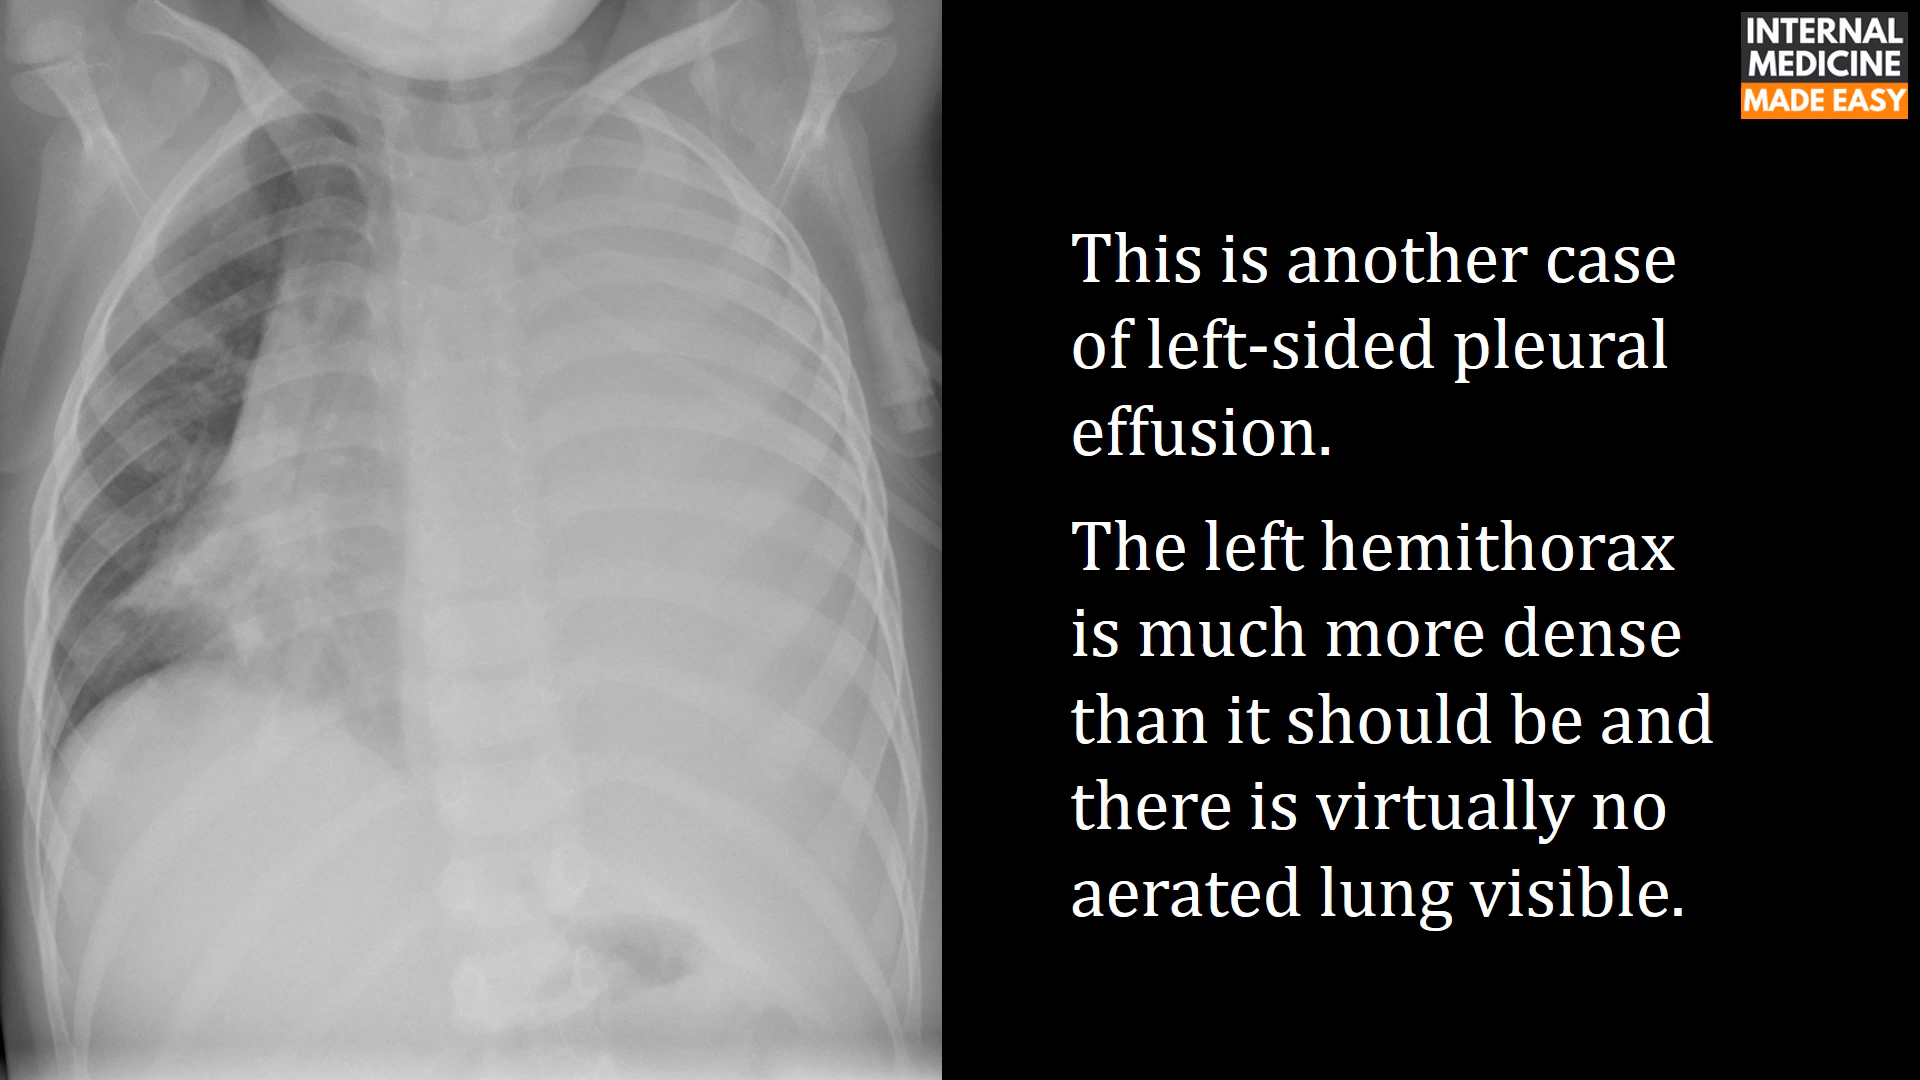 INTERNAL
MEDICINE
MADE EASY
This is another case
of left-sided pleural
effusion.
The left hemithorax
is much more dense
than it should be and
there is virtually no
aerated lung visible.